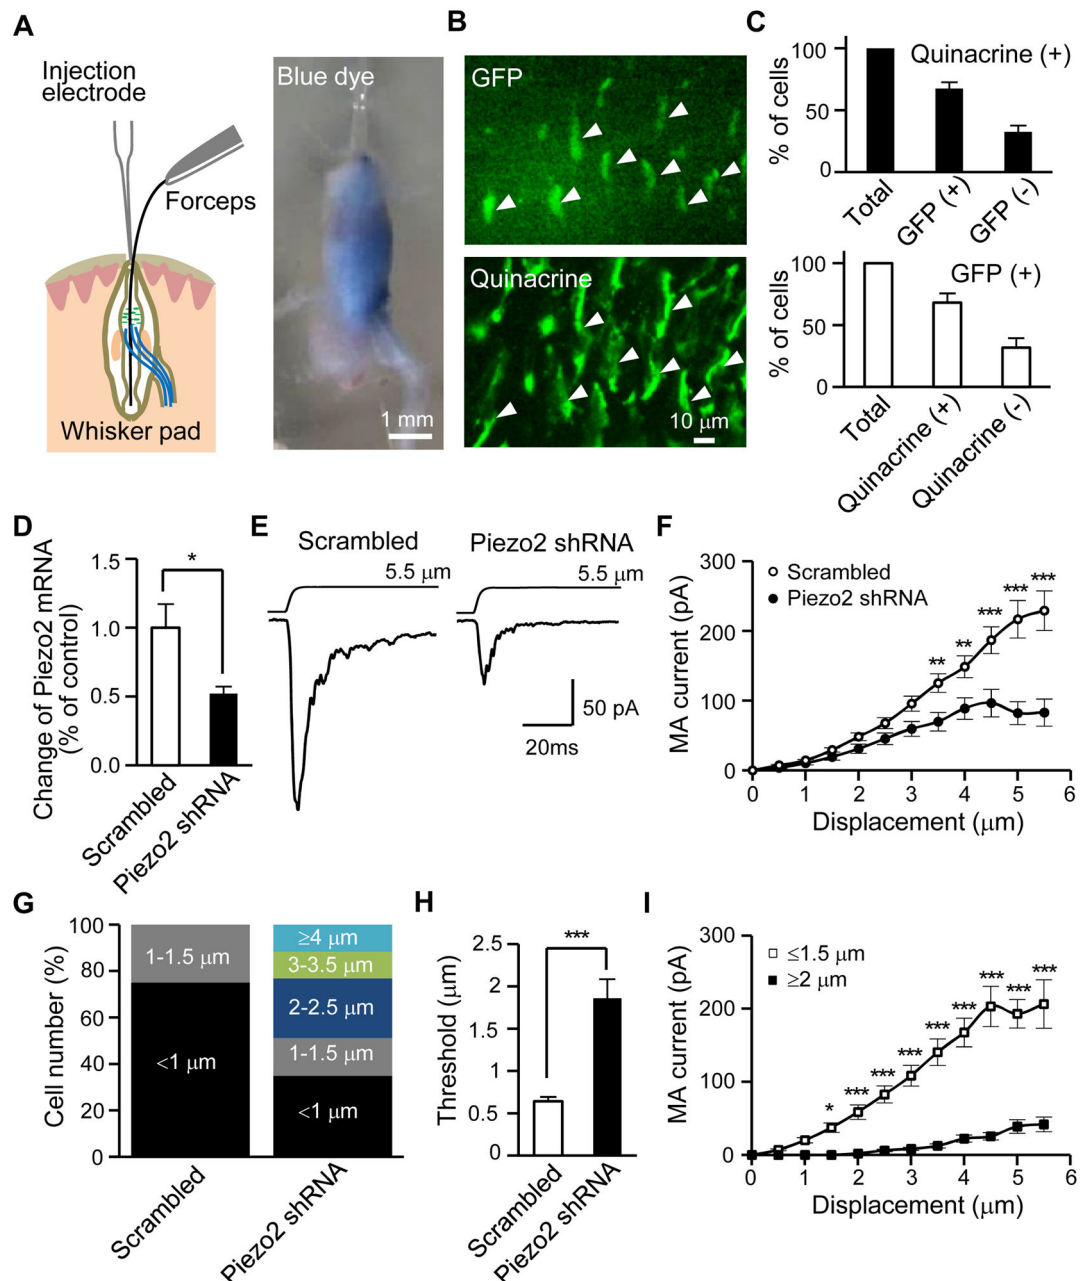 A
Injection
electrode
Forceps
Whisker pad
Blue dye
1 mm
B
GFP
Quinacrine
10 μm
C
% of cells
100
50
0
Quinacrine (+)
Total
GFP (+)
GFP (-)
% of cells
100
50
0
GFP (+)
Total
Quinacrine (+)
Quinacrine (-)
D
Change of Piezo2 mRNA
(% of control)
1.5
1.0
0.5
0.0
*
Scrambled
Piezo2 shRNA
E
Scrambled
5.5 μm
Piezo2 shRNA
5.5 μm
50 pA
20ms
F
MA current (pA)
300
200
100
0
Scrambled
Piezo2 shRNA
** ** *** *** ***
0 1 2 3 4 5 6
Displacement (μm)
G
Cell number (%)
100
80
60
40
20
0
1-1.5 μm
<1 μm
≥4 μm
3-3.5 μm
2-2.5 μm
1-1.5 μm
<1 μm
Scrambled
Piezo2 shRNA
H
Threshold (μm)
2.5
2
1.5
1
0.5
0
***
Scrambled
Piezo2 shRNA
I
MA current (pA)
300
200
100
0
≤1.5 μm
≥2 μm
* *** *** *** *** *** *** *** ***
0 1 2 3 4 5 6
Displacement (μm)